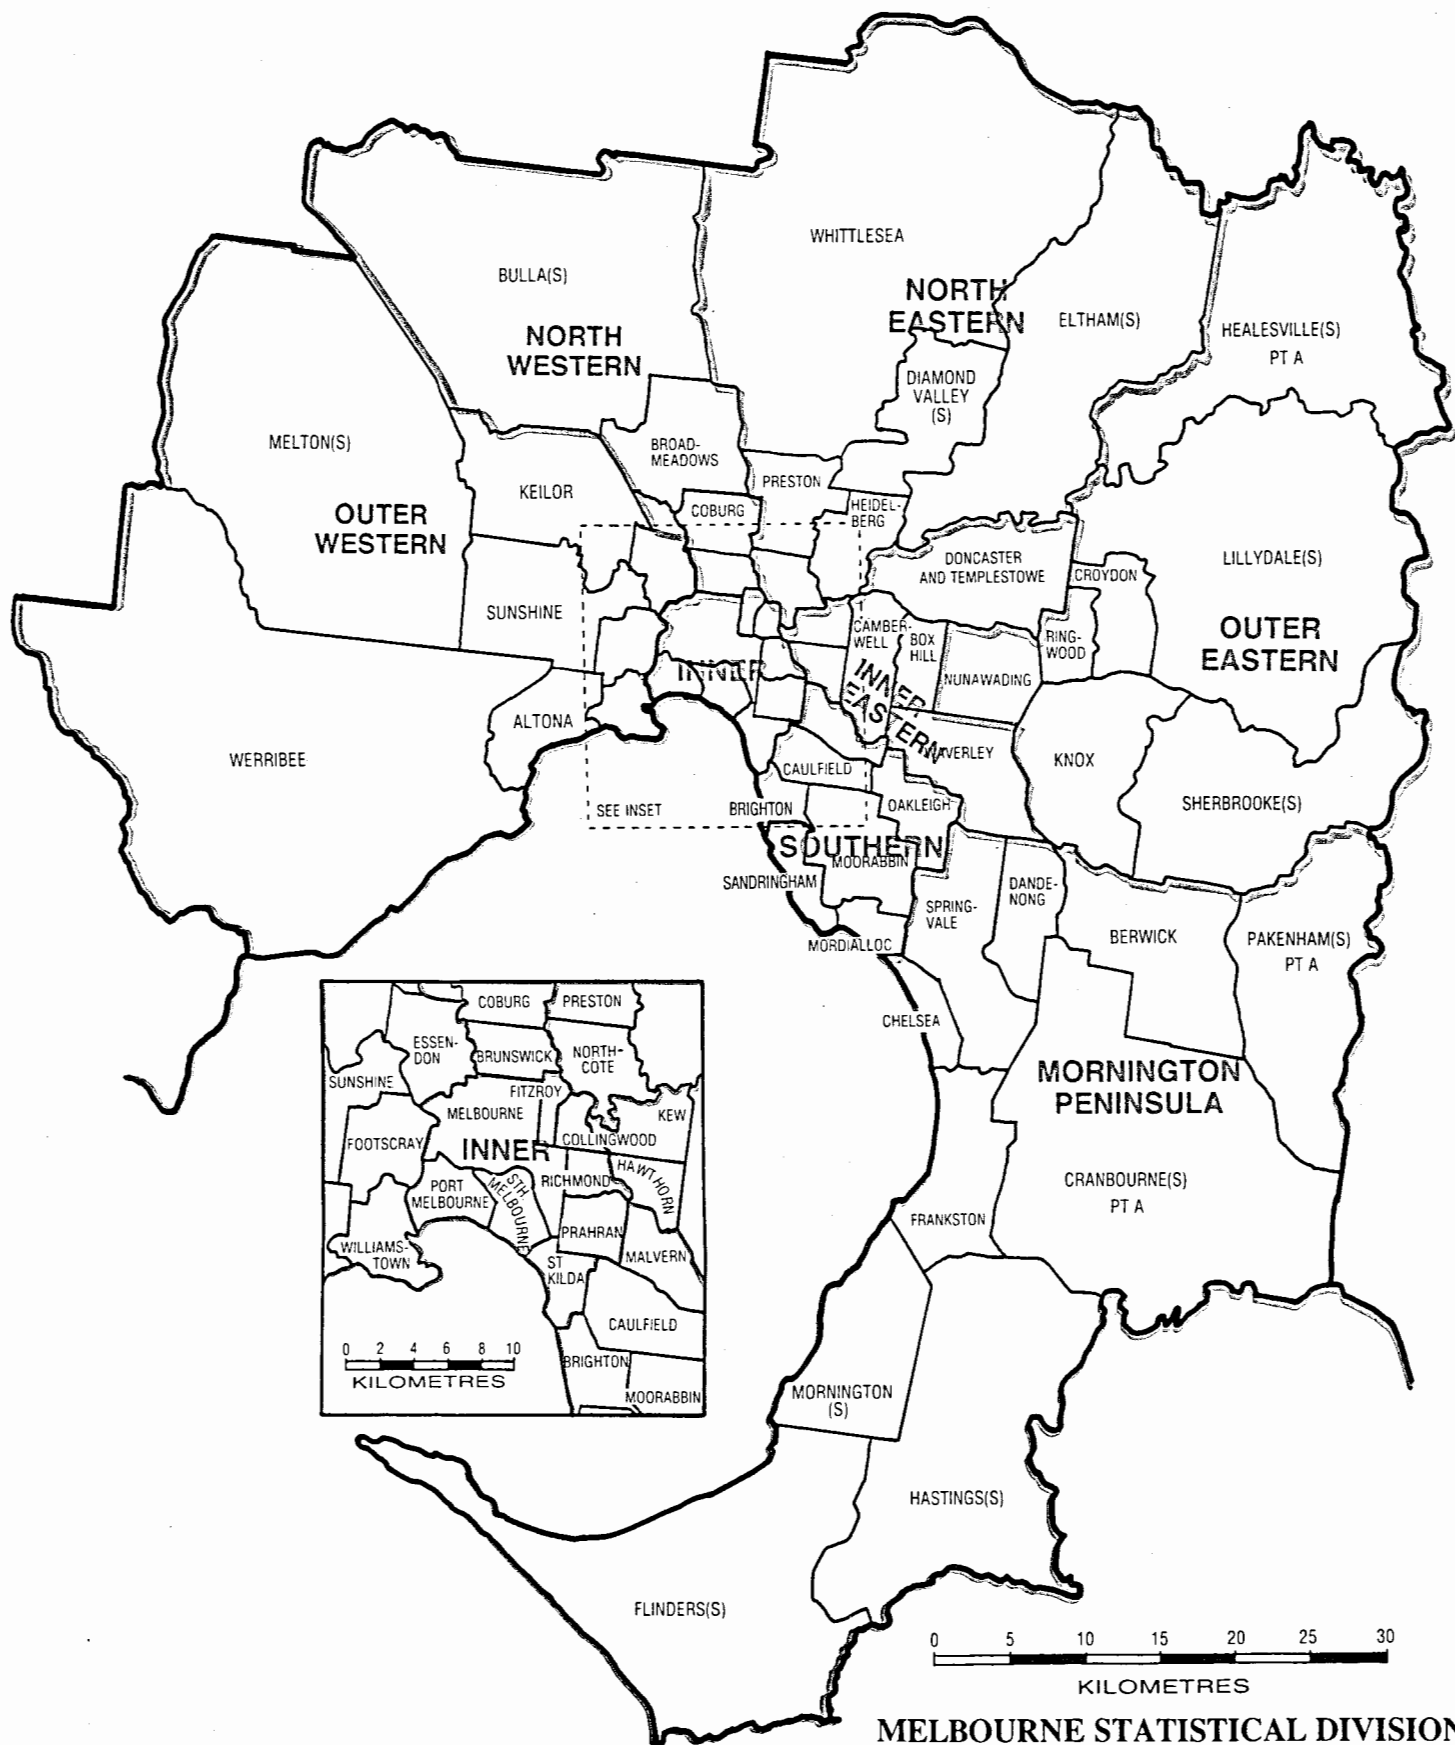 WHITTLESEA
BULLA(S)
NORTH
EASTERN
ELTHAM(S)
HEALESVILLE(S)
PT A
NORTH
WESTERN
DIAMOND
VALLEY
(S)
MELTON(S)
BROAD-
MEADOWS
KEILOR
PRESTON
COBURG
HEIDEL-
BERG
OUTER
WESTERN
DONCASTER
AND TEMPLESTOWE
CROYDON
LILLYDALE(S)
SUNSHINE
CAMBER-
WELL
BOX
HILL
RING-
WOOD
OUTER
EASTERN
INNER
INNER
EASTERN
NUNAWADING
ALTONA
WERRIBEE
WAVERLEY
KNOX
CAULFIELD
SHERBROOKE(S)
SEE INSET
BRIGHTON
OAKLEIGH
SOUTHERN
MOORABBIN
SANDRINGHAM
SPRING-
VALE
DANDE-
NONG
BERWICK
PAKENHAM(S)
PT A
MORDIALLOC
CHELSEA
MORNINGTON
PENINSULA
CRANBOURNE(S)
PT A
FRANKSTON
MORNINGTON
(S)
HASTINGS(S)
FLINDERS(S)
COBURG
PRESTON
ESSEN-
DON
BRUNSWICK
NORTH-
COTE
SUNSHINE
FITZROY
MELBOURNE
KEW
FOOTSCRAY
COLLINGWOOD
INNER
HAWTHORN
RICHMOND
PORT
MELBOURNE
STH.
MELBOURNE
PRAHRAN
WILLIAMS-
TOWN
MALVERN
ST
KILDA
CAULFIELD
BRIGHTON
MOORABBIN
0 2 4 6 8 10
KILOMETRES
0 5 10 15 20 25 30
KILOMETRES
MELBOURNE STATISTICAL DIVISION